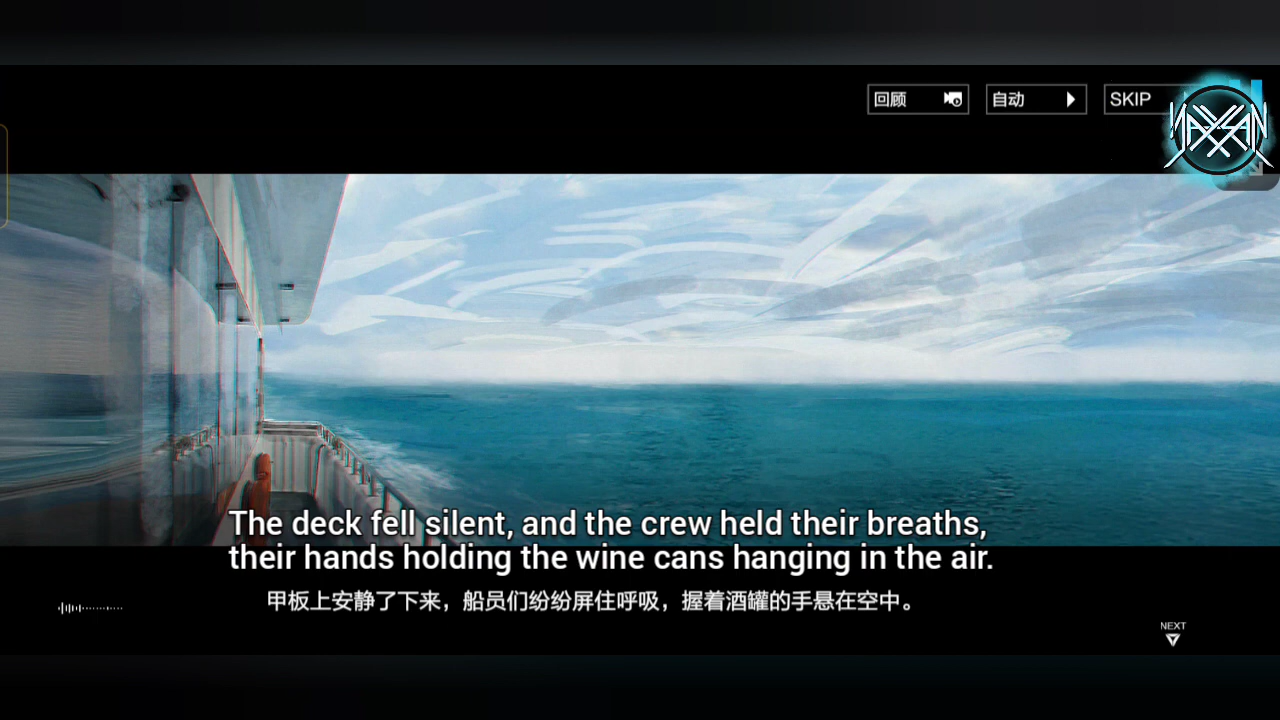 回顾
自动
SKIP
The deck fell silent, and the crew held their breaths,
their hands holding the wine cans hanging in the air.
甲板上安静了下来，船员们纷纷屏住呼吸，握着酒罐的手悬在空中。
NEXT